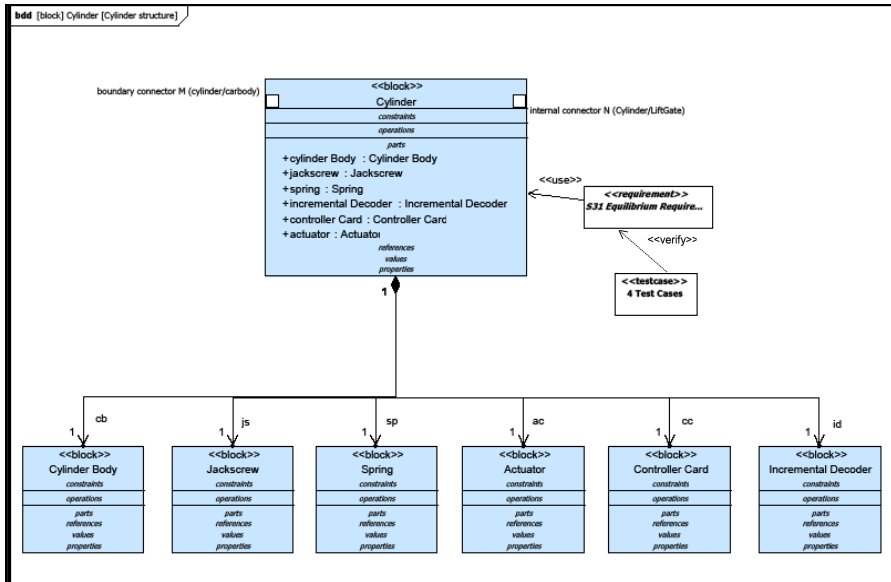 bdd [block] Cylinder [Cylinder structure]
boundary connector M (cylinder/carbody)
<<block>>
Cylinder
internal connector N (Cylinder/LiftGate)
constraints
operations
parts
+cylinder Body : Cylinder Body
+jackscrew : Jackscrew
+spring : Spring
+incremental Decoder : Incremental Decoder
+controller Card : Controller Card
+actuator : Actuator
references
values
properties
1
<<use>>
<<requirement>>
S31 Equilibrium Require...
<<verify>>
<<testcase>>
4 Test Cases
cb
js
sp
ac
cc
id
1
1
1
1
1
1
<<block>>
Cylinder Body
constraints
operations
parts
references
values
properties
<<block>>
Jackscrew
constraints
operations
parts
references
values
properties
<<block>>
Spring
constraints
operations
parts
references
values
properties
<<block>>
Actuator
constraints
operations
parts
references
values
properties
<<block>>
Controller Card
constraints
operations
parts
references
values
properties
<<block>>
Incremental Decoder
constraints
operations
parts
references
values
properties